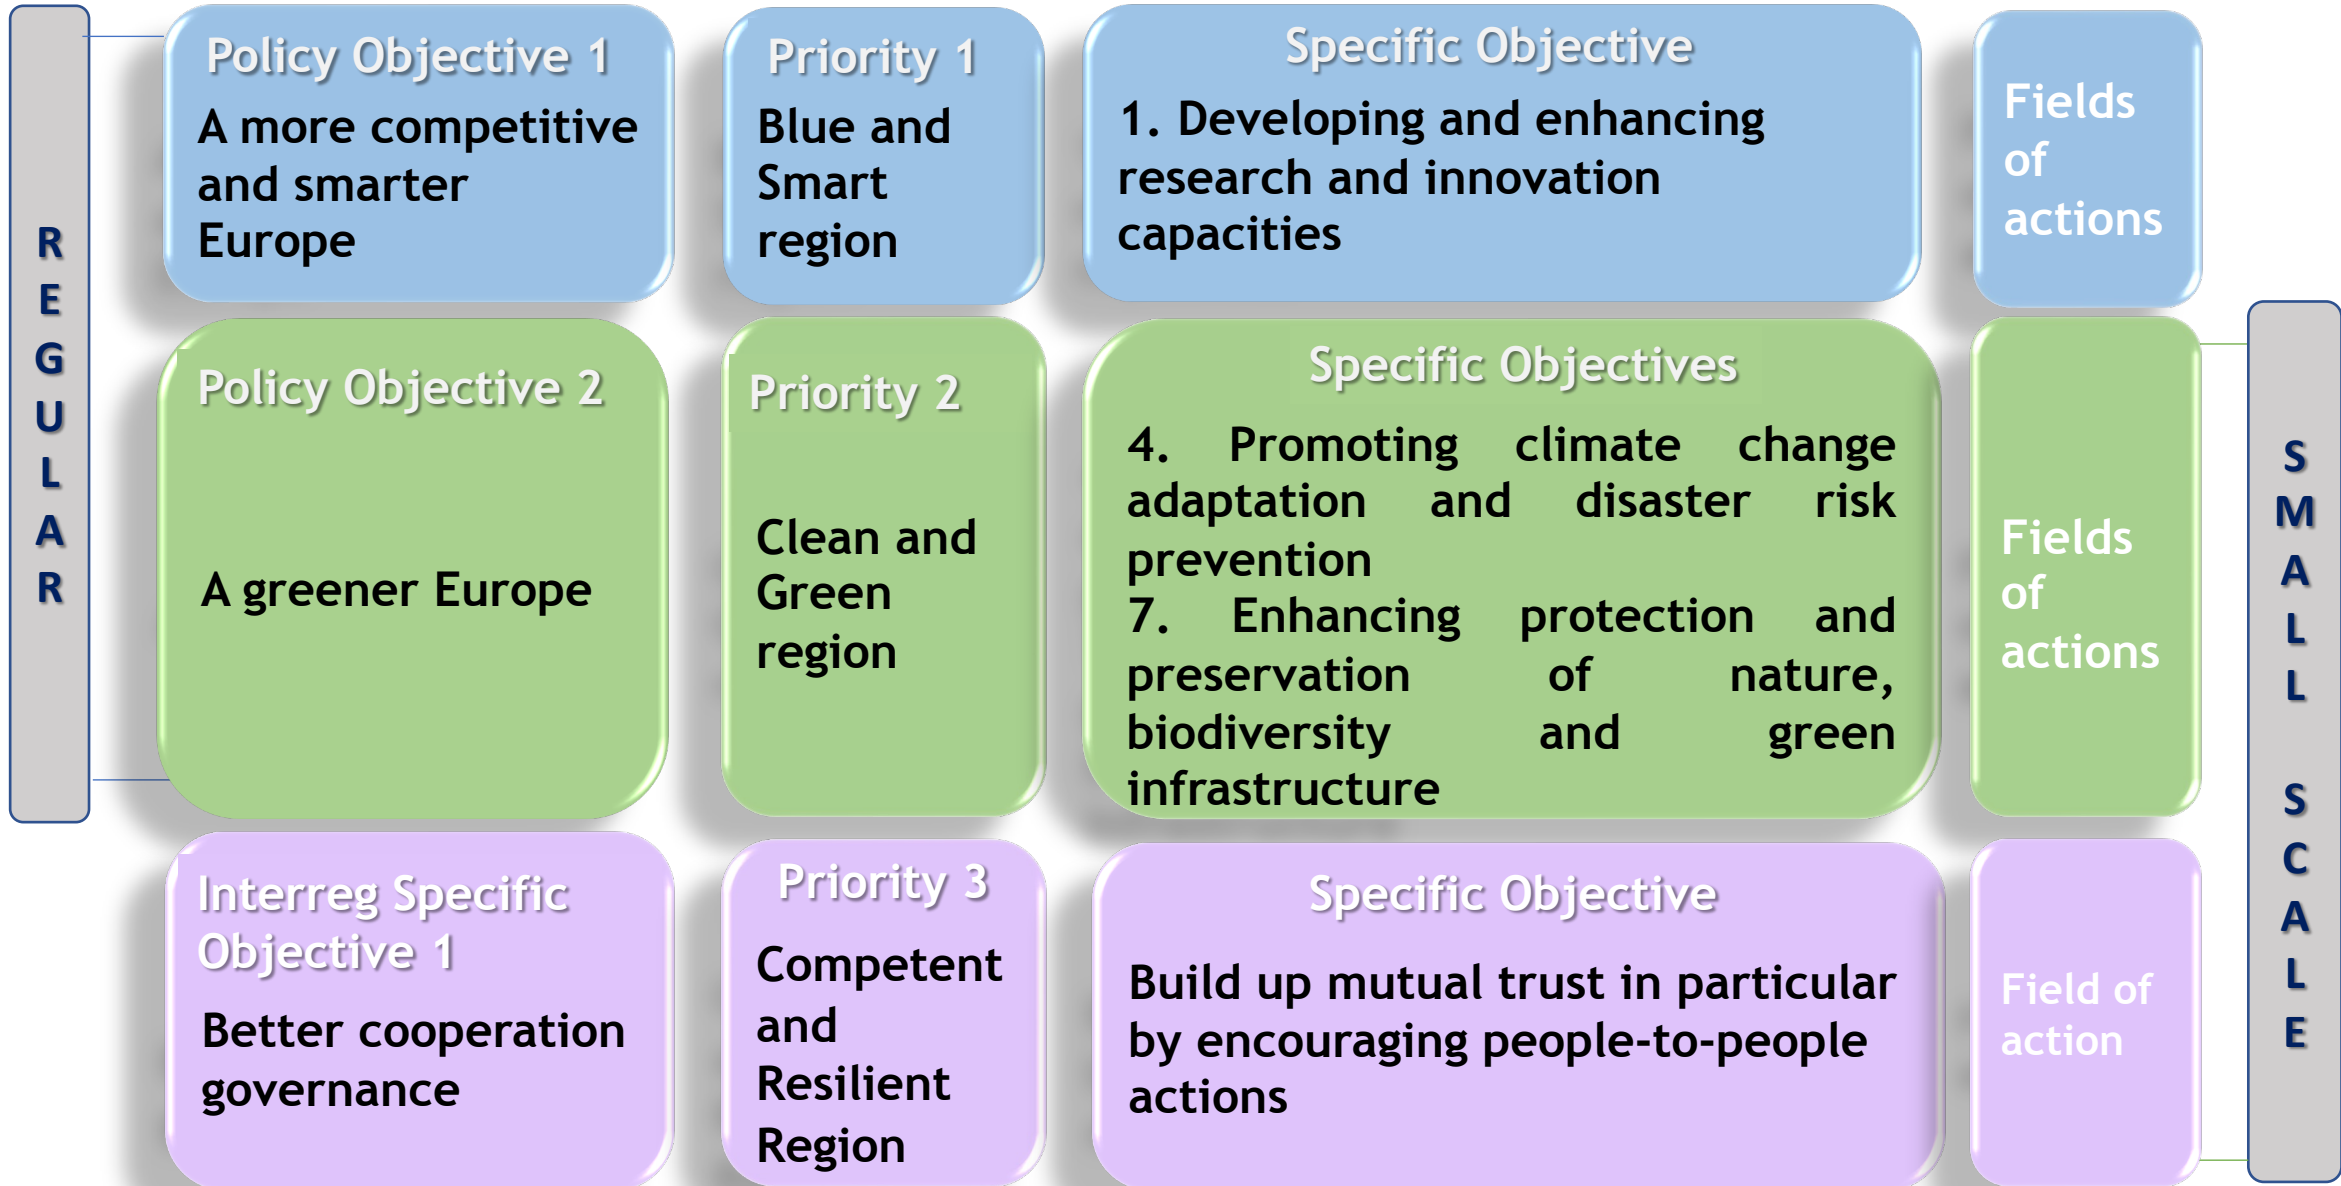 REGULAR
Policy Objective 1
A more competitive
and smarter
Europe
Priority 1
Blue and
Smart
region
Specific Objective
1. Developing and enhancing
research and innovation
capacities
Fields
of
actions
Policy Objective 2
A greener Europe
Priority 2
Clean and
Green
region
Specific Objectives
4. Promoting climate change
adaptation and disaster risk
prevention
7. Enhancing protection and
preservation of nature,
biodiversity and green
infrastructure
Fields
of
actions
Interreg Specific
Objective 1
Better cooperation
governance
Priority 3
Competent
and
Resilient
Region
Specific Objective
Build up mutual trust in particular
by encouraging people-to-people
actions
Field of
action
SMALL SCALE